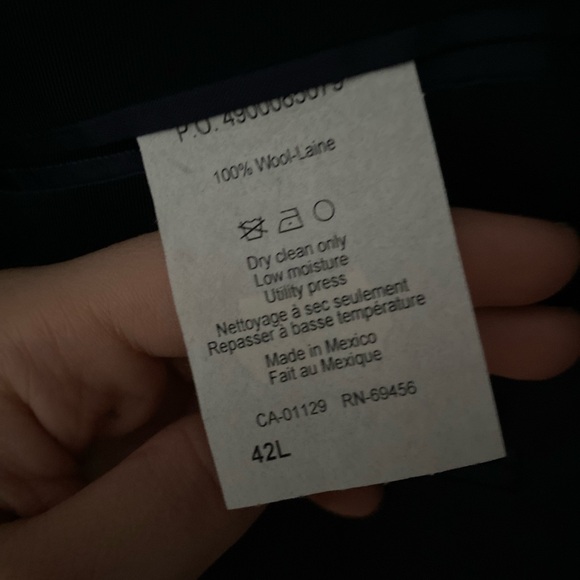 P.O. 4900085075
100% Wool-Laine
Dry clean only
Low moisture
Utility press
Nettoyage à sec seulement
Repasser à basse température
Made in Mexico
Fait au Mexique
CA-01129 RN-69456
42L